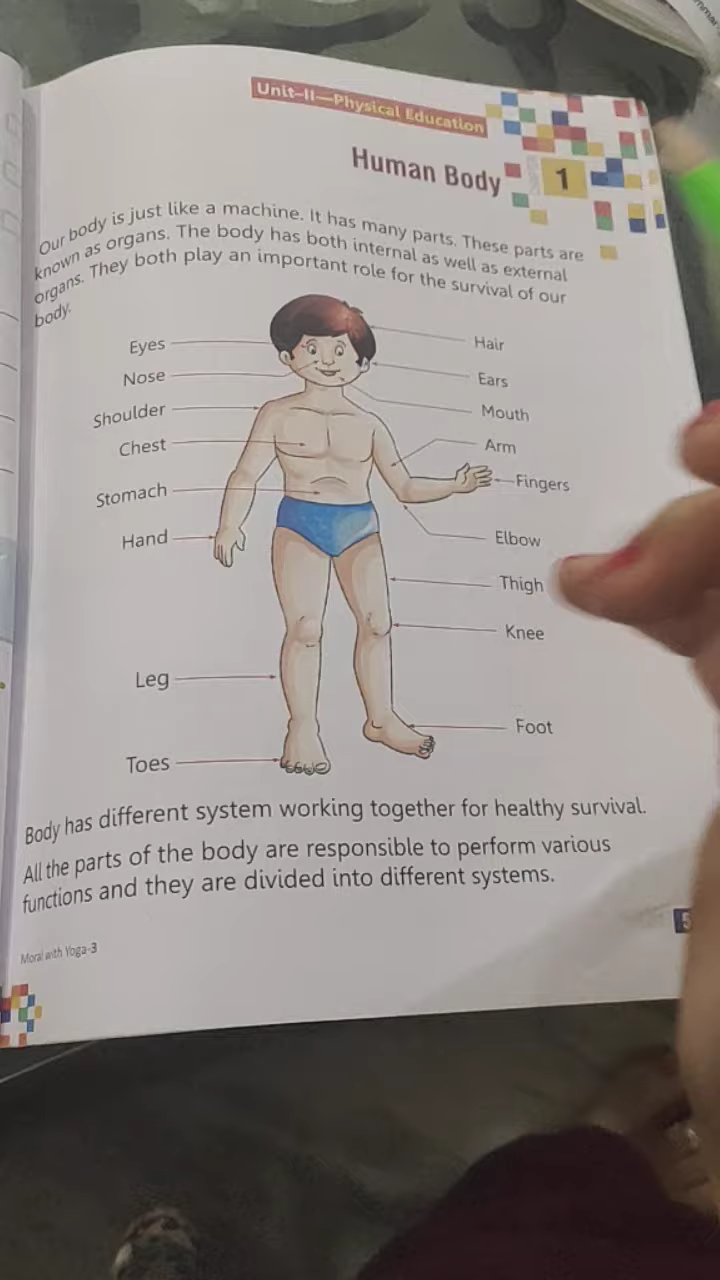 Unit-II—Physical Education
Human Body
1
Our body is just like a machine. It has many parts. These parts are
known as organs. The body has both internal as well as external
organs. They both play an important role for the survival of our
body.
Eyes
Hair
Nose
Ears
Shoulder
Mouth
Chest
Arm
Stomach
Fingers
Hand
Elbow
Thigh
Knee
Leg
Foot
Toes
Body has different system working together for healthy survival.
All the parts of the body are responsible to perform various
functions and they are divided into different systems.
Moral with Yoga-3